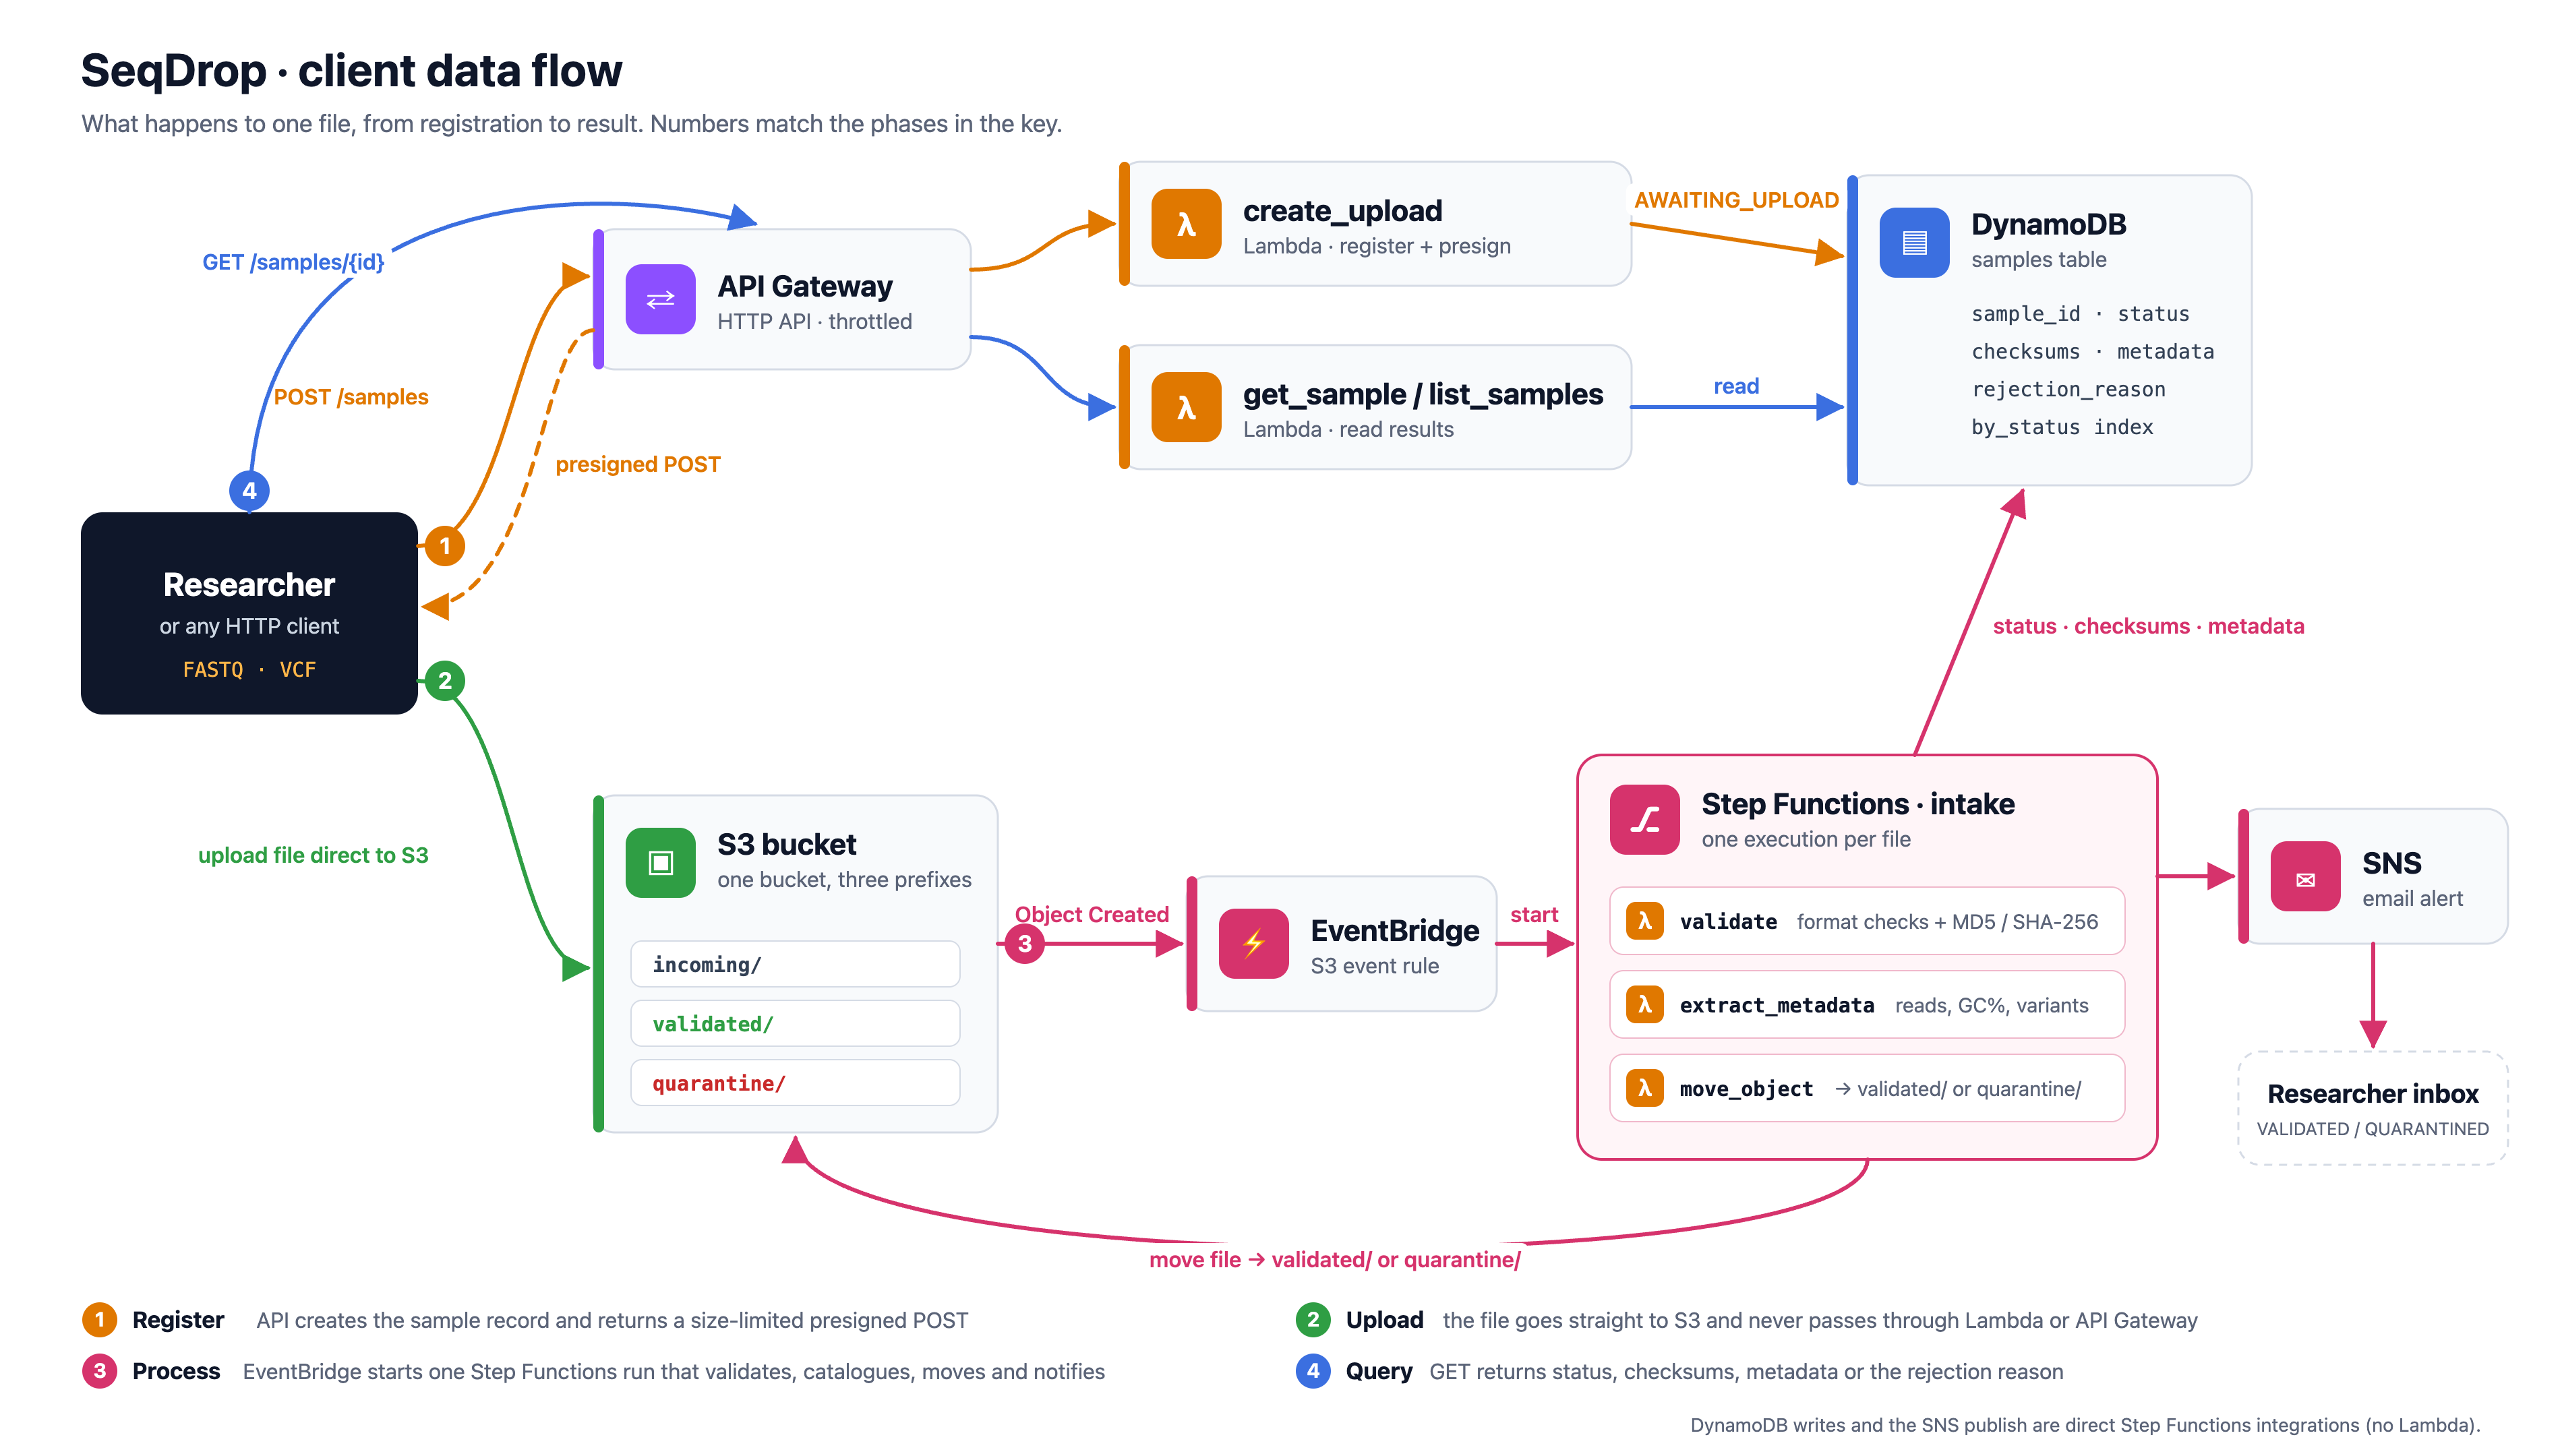 SeqDrop · client data flow
What happens to one file, from registration to result. Numbers match the phases in the key.
GET /samples/{id}
POST /samples
presigned POST
4
1
2
Researcher
or any HTTP client
FASTQ · VCF
API Gateway
HTTP API · throttled
λ
create_upload
Lambda · register + presign
AWAITING_UPLOAD
λ
get_sample / list_samples
Lambda · read results
read
DynamoDB
samples table
sample_id · status
checksums · metadata
rejection_reason
by_status index
status · checksums · metadata
upload file direct to S3
S3 bucket
one bucket, three prefixes
incoming/
validated/
quarantine/
Object Created
3
EventBridge
S3 event rule
start
Step Functions · intake
one execution per file
λ validate format checks + MD5 / SHA-256
λ extract_metadata reads, GC%, variants
λ move_object → validated/ or quarantine/
SNS
email alert
Researcher inbox
VALIDATED / QUARANTINED
move file → validated/ or quarantine/
1 Register API creates the sample record and returns a size-limited presigned POST
2 Upload the file goes straight to S3 and never passes through Lambda or API Gateway
3 Process EventBridge starts one Step Functions run that validates, catalogues, moves and notifies
4 Query GET returns status, checksums, metadata or the rejection reason
DynamoDB writes and the SNS publish are direct Step Functions integrations (no Lambda).